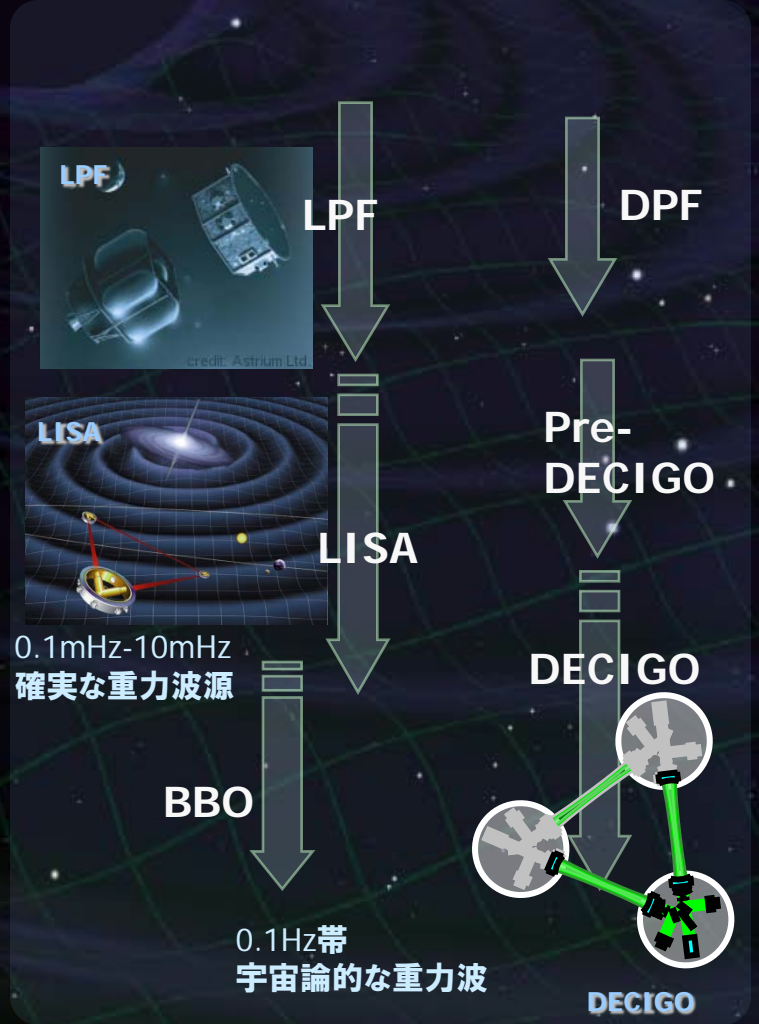 LPF
LPF
DPF
credit: Astrium Ltd.
LISA
Pre-
DECIGO
LISA
0.1mHz-10mHz
確実な重力波源
DECIGO
BBO
0.1Hz帯
宇宙論的な重力波
DECIGO